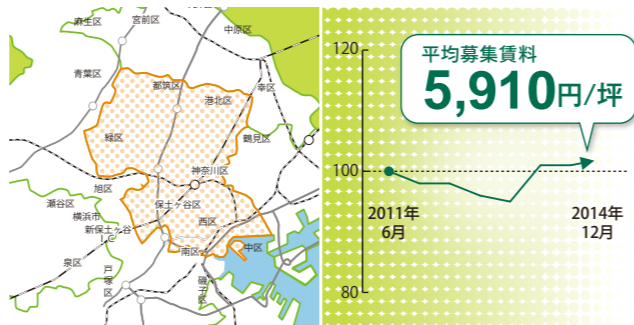 麻生区
宮前区
中原区
青葉区
都筑区
港北区
幸区
緑区
鶴見区
神奈川区
旭区
瀬谷区
保土ヶ谷区
横浜市
新保土ヶ谷
IC
西区
泉区
南区
中区
戸塚区
磯子区
120
平均募集賃料
5,910円/坪
100
2011年
6月
2014年
12月
80